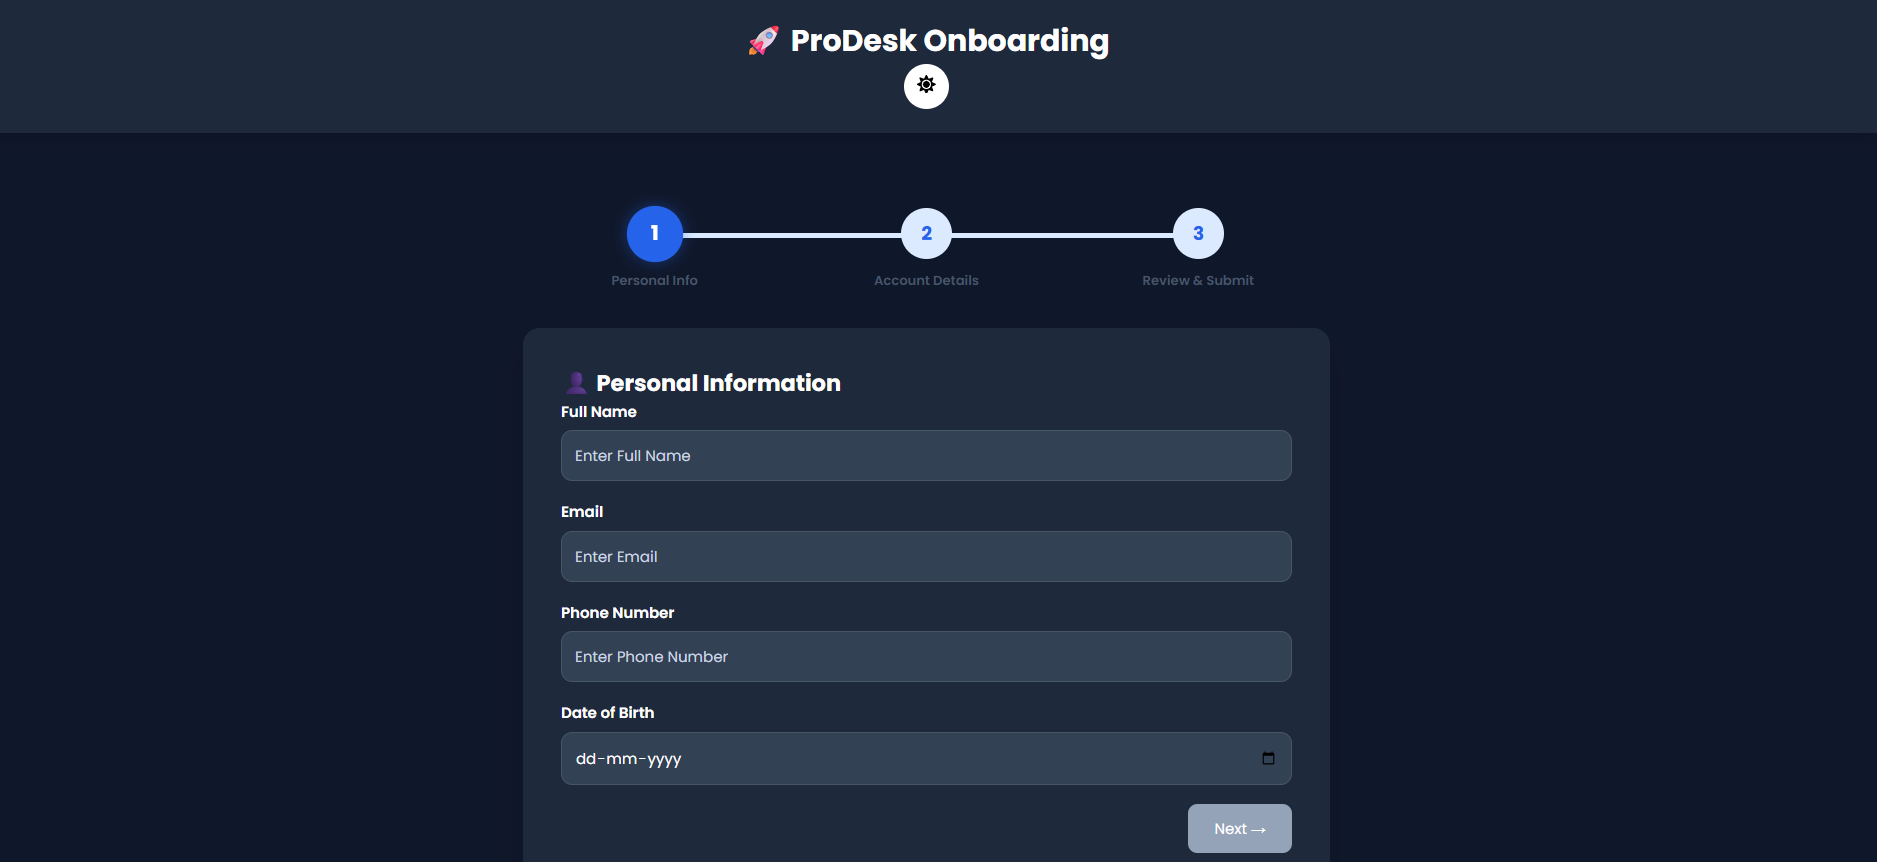 🚀 ProDesk Onboarding
1
2
3
Personal Info
Account Details
Review & Submit
👤 Personal Information
Full Name
Enter Full Name
Email
Enter Email
Phone Number
Enter Phone Number
Date of Birth
dd-mm-yyyy
Next →